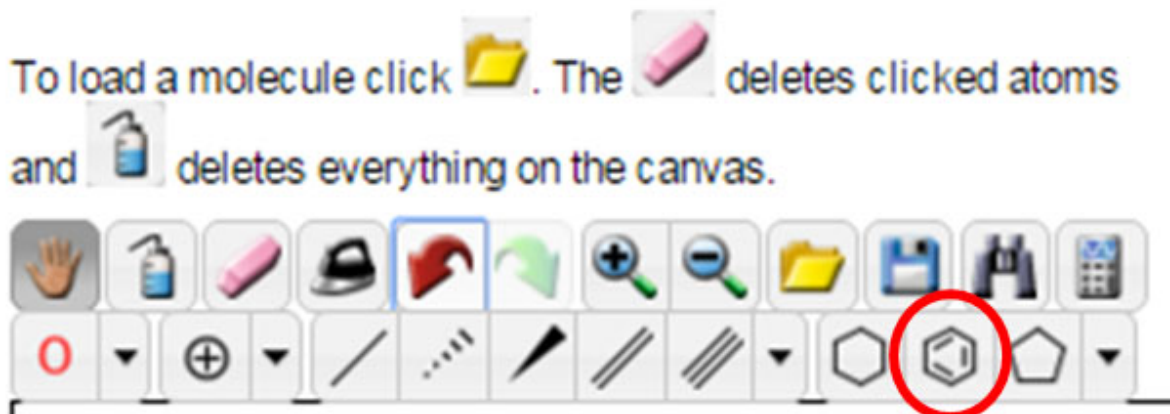 To load a molecule click . The deletes clicked atoms
and deletes everything on the canvas.
O